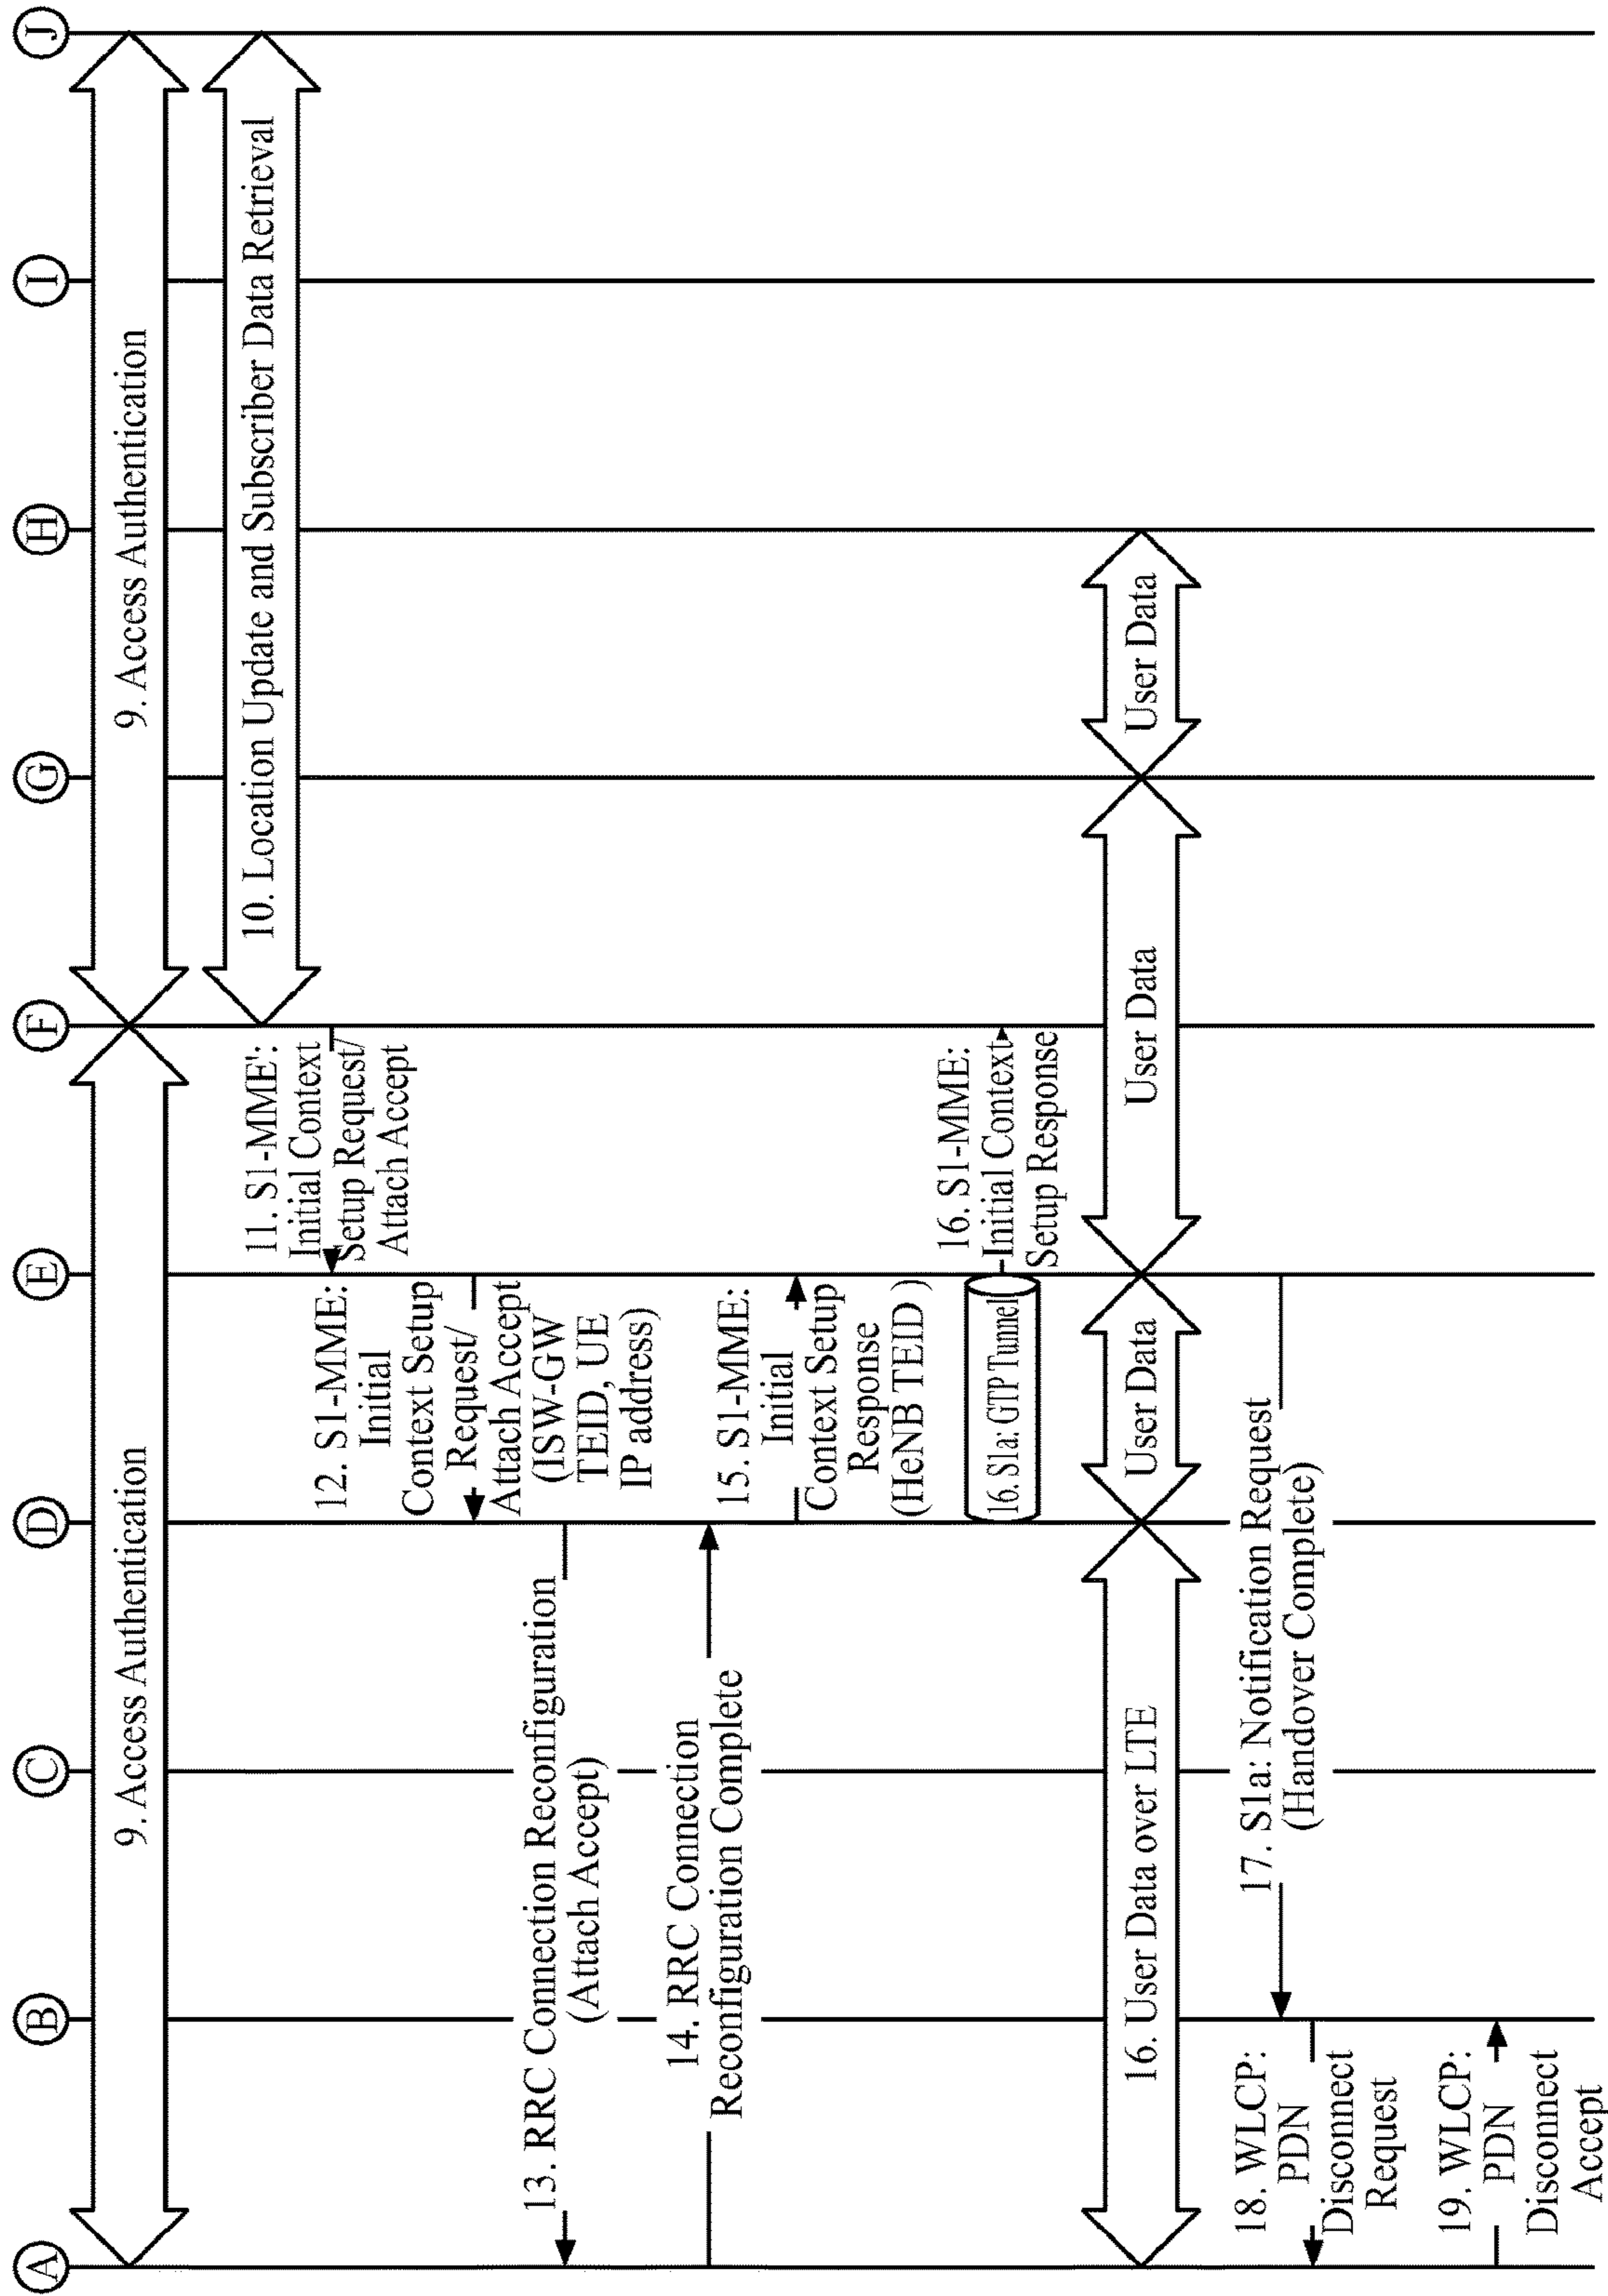 A
B
C
D
E
F
G
H
I
J
9. Access Authentication
9. Access Authentication
10. Location Update and Subscriber Data Retrieval
11. S1-MME':
Initial Context
Setup Request/
Attach Accept
12. S1-MME:
Initial
Context Setup
Request/
Attach Accept
(ISW-GW
TEID, UE
IP address)
13. RRC Connection Reconfiguration
(Attach Accept)
14. RRC Connection
Reconfiguration Complete
15. S1-MME:
Initial
Context Setup
Response
(HeNB TEID )
16. S1a: GTP Tunnel
16. S1-MME:
Initial Context
Setup Response
16. User Data over LTE
User Data
User Data
User Data
17. S1a: Notification Request
(Handover Complete)
18. WLCP:
PDN
Disconnect
Request
19. WLCP:
PDN
Disconnect
Accept